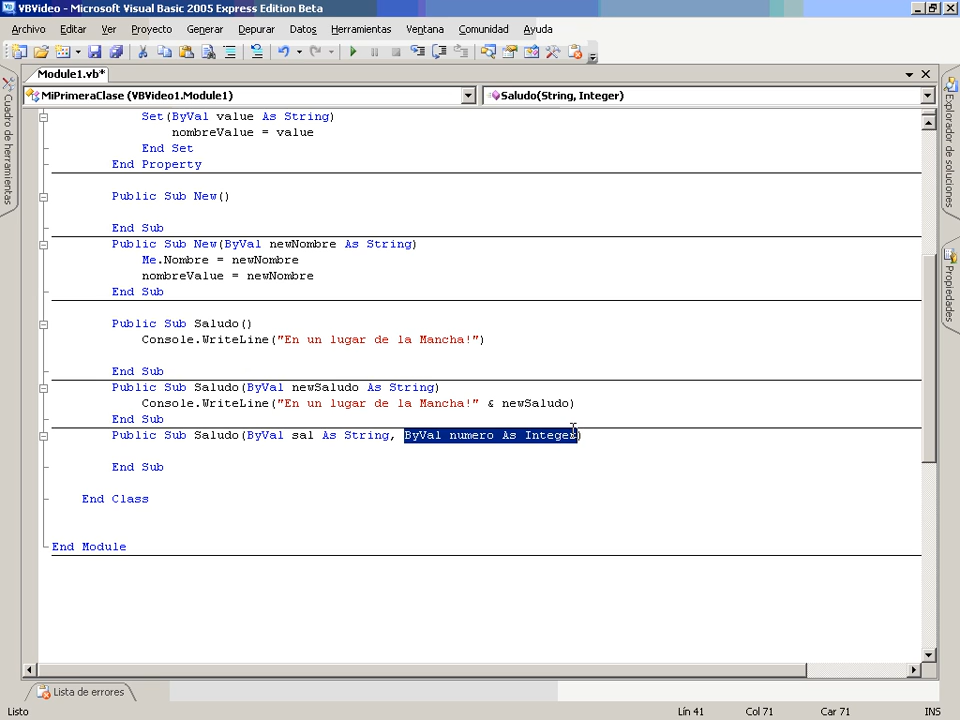 VBVideo - Microsoft Visual Basic 2005 Express Edition Beta
Archivo Editar Ver Proyecto Generar Depurar Datos Herramientas Ventana Comunidad Ayuda
Module1.vb*
MiPrimeraClase (VBVideo1.Module1) Saludo(String, Integer)
Cuadro de herramientas
Explorador de soluciones
Propiedades
Set(ByVal value As String)
nombreValue = value
End Set
End Property
Public Sub New()
End Sub
Public Sub New(ByVal newNombre As String)
Me.Nombre = newNombre
nombreValue = newNombre
End Sub
Public Sub Saludo()
Console.WriteLine("En un lugar de la Mancha!")
End Sub
Public Sub Saludo(ByVal newSaludo As String)
Console.WriteLine("En un lugar de la Mancha!" & newSaludo)
End Sub
Public Sub Saludo(ByVal sal As String, ByVal numero As Integer)
End Sub
End Class
End Module
Lista de errores
Listo Lín 41 Col 71 Car 71 INS